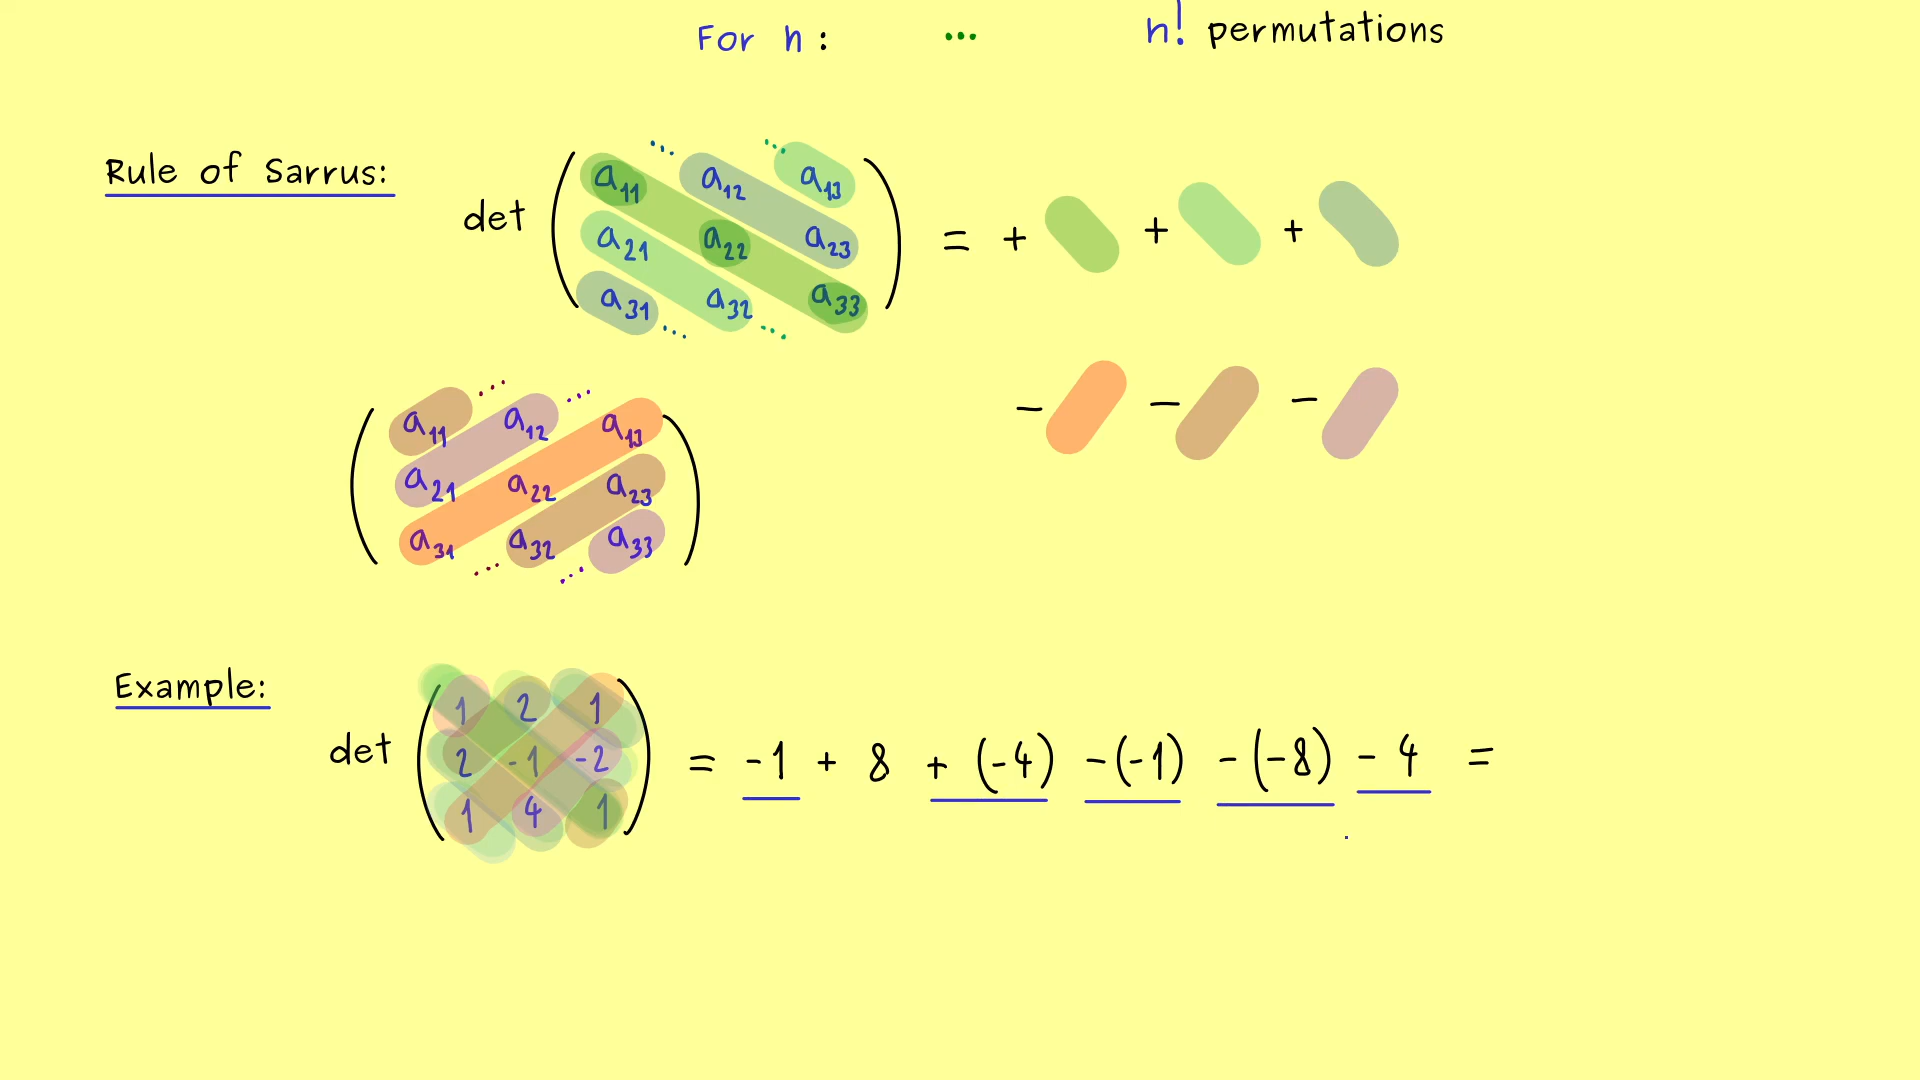 For n : ... n! permutations
Rule of Sarrus:
det ( a11 a12 a13
a21 a22 a23
a31 a32 a33 ) = + + +
( a11 a12 a13
a21 a22 a23
a31 a32 a33 ) - - -
Example:
det ( 1 2 1
2 -1 -2
1 4 1 ) = -1 + 8 + (-4) -(-1) -(-8) - 4 =